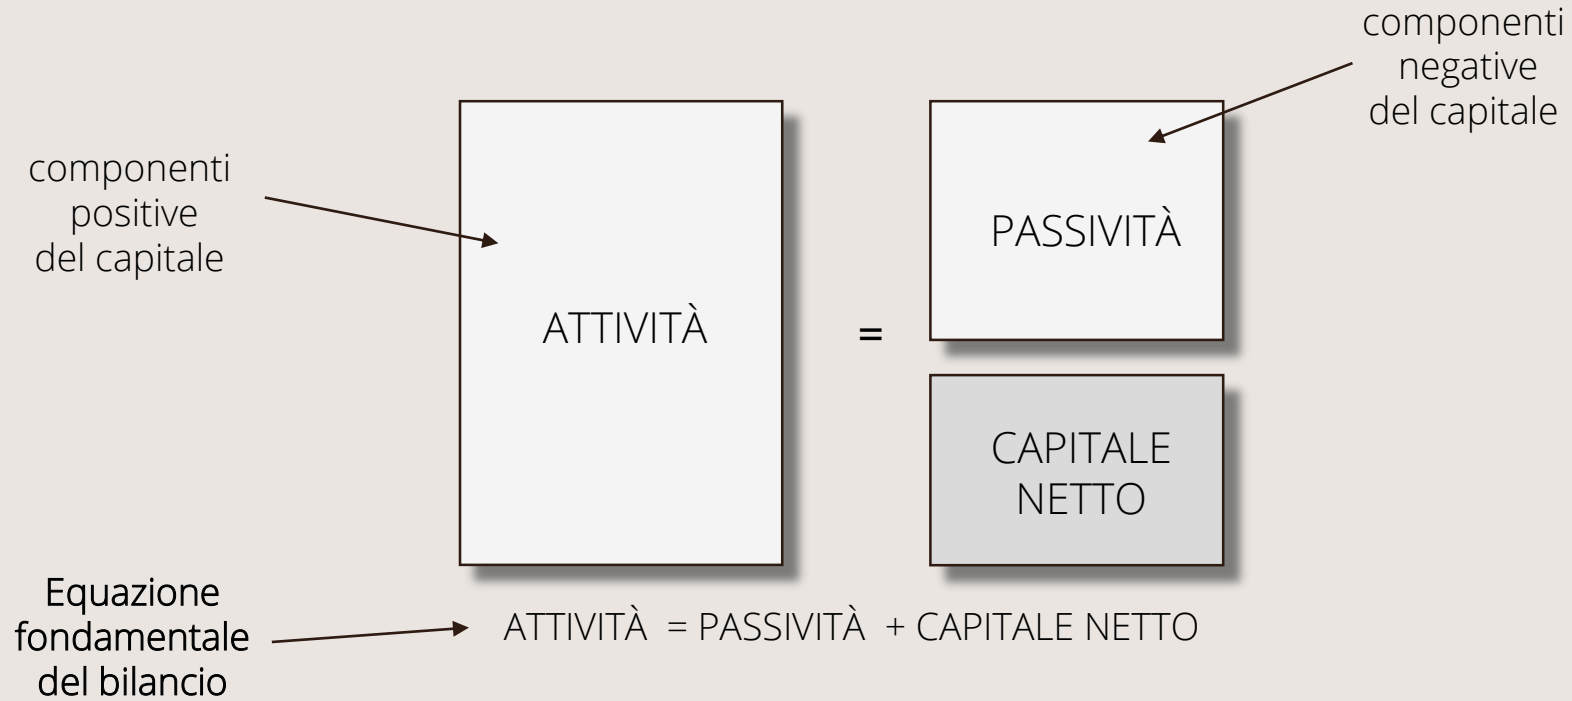 componenti
negative
del capitale
componenti
positive
del capitale
PASSIVITÀ
ATTIVITÀ
=
CAPITALE
NETTO
Equazione
fondamentale
del bilancio
ATTIVITÀ = PASSIVITÀ + CAPITALE NETTO